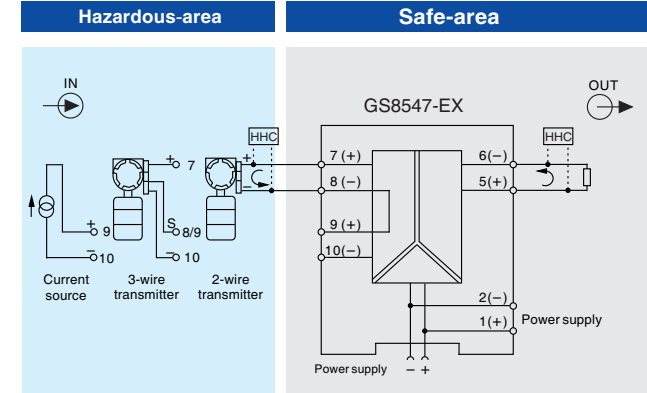 Hazardous-area
Safe-area
IN
OUT
GS8547-EX
HHC
HHC
+ 7
+
−
7 (+)
8 (−)
9 (+)
10(−)
6(−)
5(+)
+ 9
− 10
S 8/9
− 10
Current
source
3-wire
transmitter
2-wire
transmitter
2(−)
1(+)
Power supply
Power supply
− +